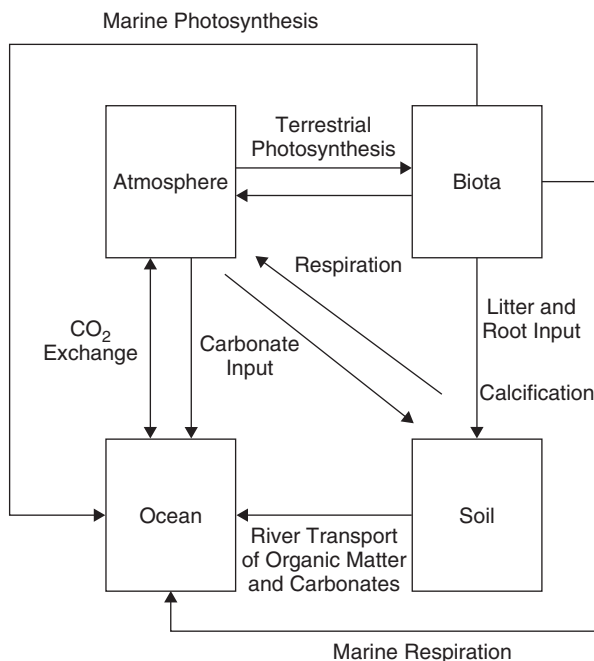 Marine Photosynthesis
Terrestrial
Photosynthesis
Atmosphere
Biota
Respiration
Litter and
Root Input
CO2
Exchange
Carbonate
Input
Calcification
Ocean
Soil
River Transport
of Organic Matter
and Carbonates
Marine Respiration